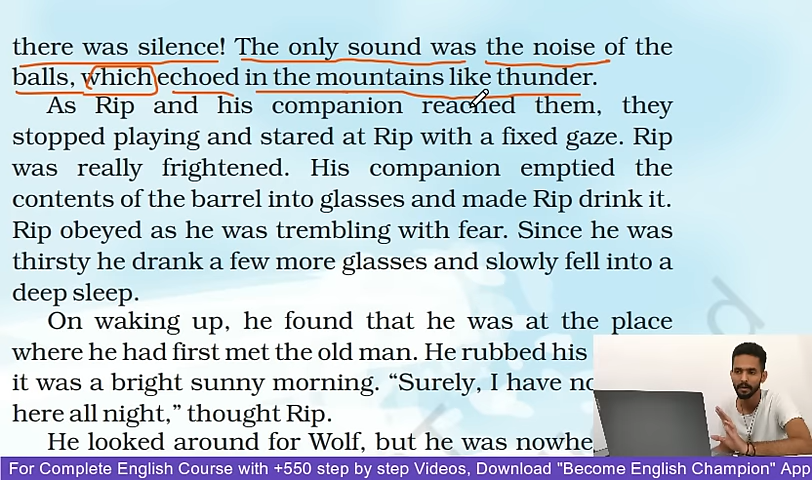 there was silence! The only sound was the noise of the
balls, which echoed in the mountains like thunder.
As Rip and his companion reached them, they
stopped playing and stared at Rip with a fixed gaze. Rip
was really frightened. His companion emptied the
contents of the barrel into glasses and made Rip drink it.
Rip obeyed as he was trembling with fear. Since he was
thirsty he drank a few more glasses and slowly fell into a
deep sleep.
On waking up, he found that he was at the place
where he had first met the old man. He rubbed his
it was a bright sunny morning. “Surely, I have
here all night,” thought Rip.
He looked around for Wolf, but he was
For Complete English Course with +550 step by step Videos, Download "Become English Champion" App